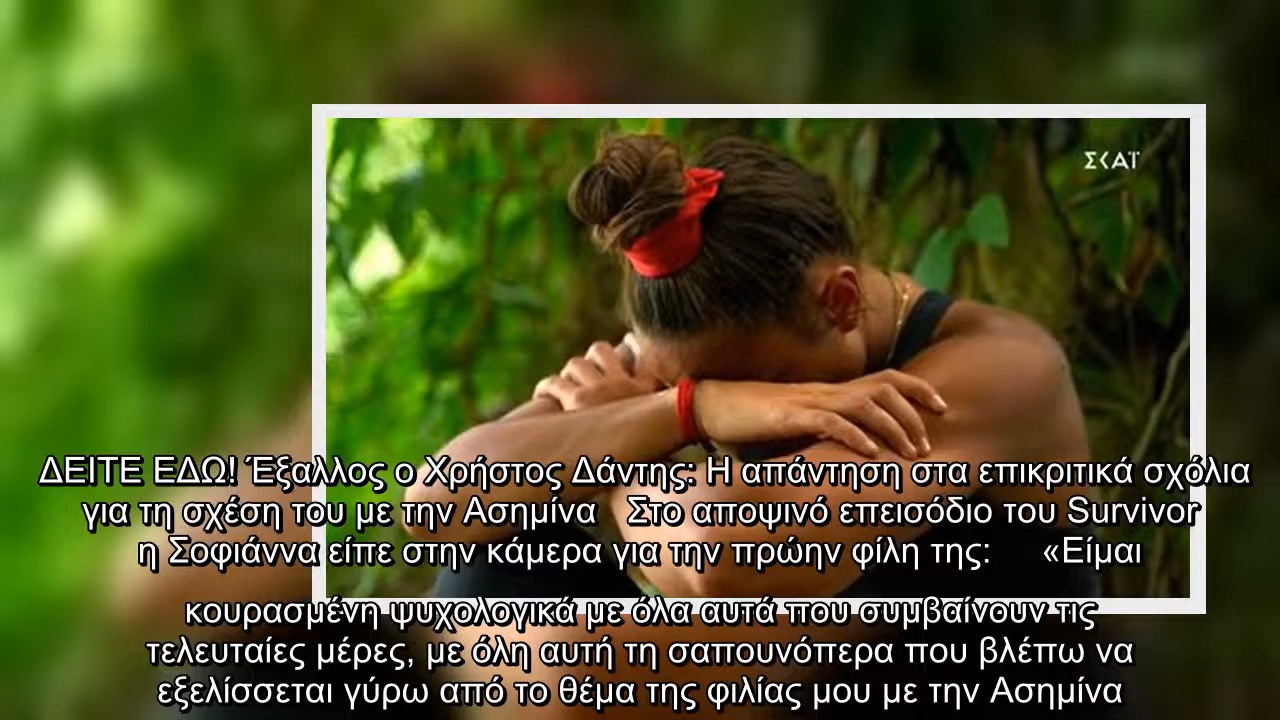 ΣΚΑΪ
ΔΕΙΤΕ ΕΔΩ! Έξαλλος ο Χρήστος Δάντης: Η απάντηση στα επικριτικά σχόλια
για τη σχέση του με την Ασημίνα Στο αποψινό επεισόδιο του Survivor
η Σοφιάννα είπε στην κάμερα για την πρώην φίλη της: «Είμαι
κουρασμένη ψυχολογικά με όλα αυτά που συμβαίνουν τις
τελευταίες μέρες, με όλη αυτή τη σαπουνόπερα που βλέπω να
εξελίσσεται γύρω από το θέμα της φιλίας μου με την Ασημίνα